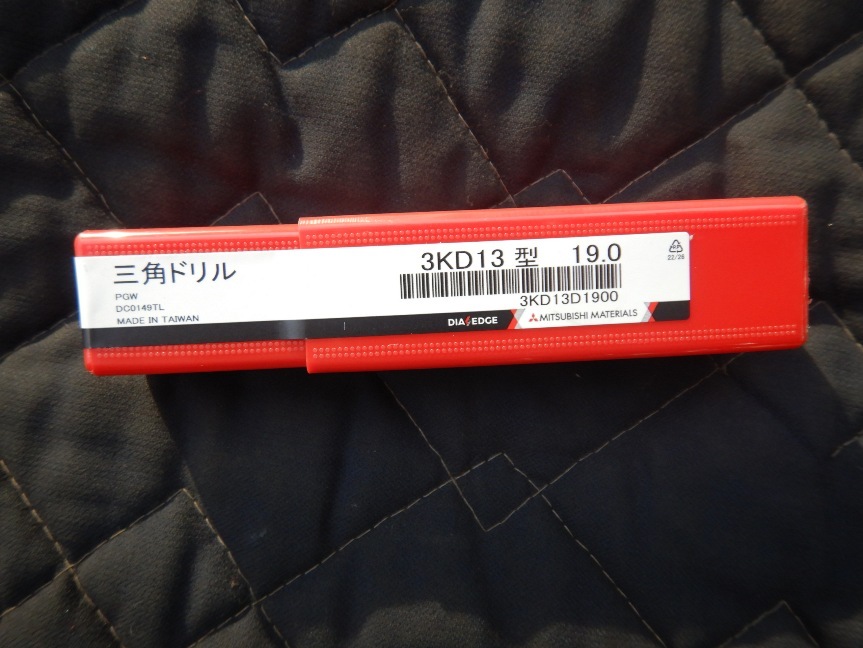 三角ドリル
PGW
DC0149TL
MADE IN TAIWAN
3KD13 型 19.0
3KD13D1900
DIAEDGE
MITSUBISHI MATERIALS
22/28